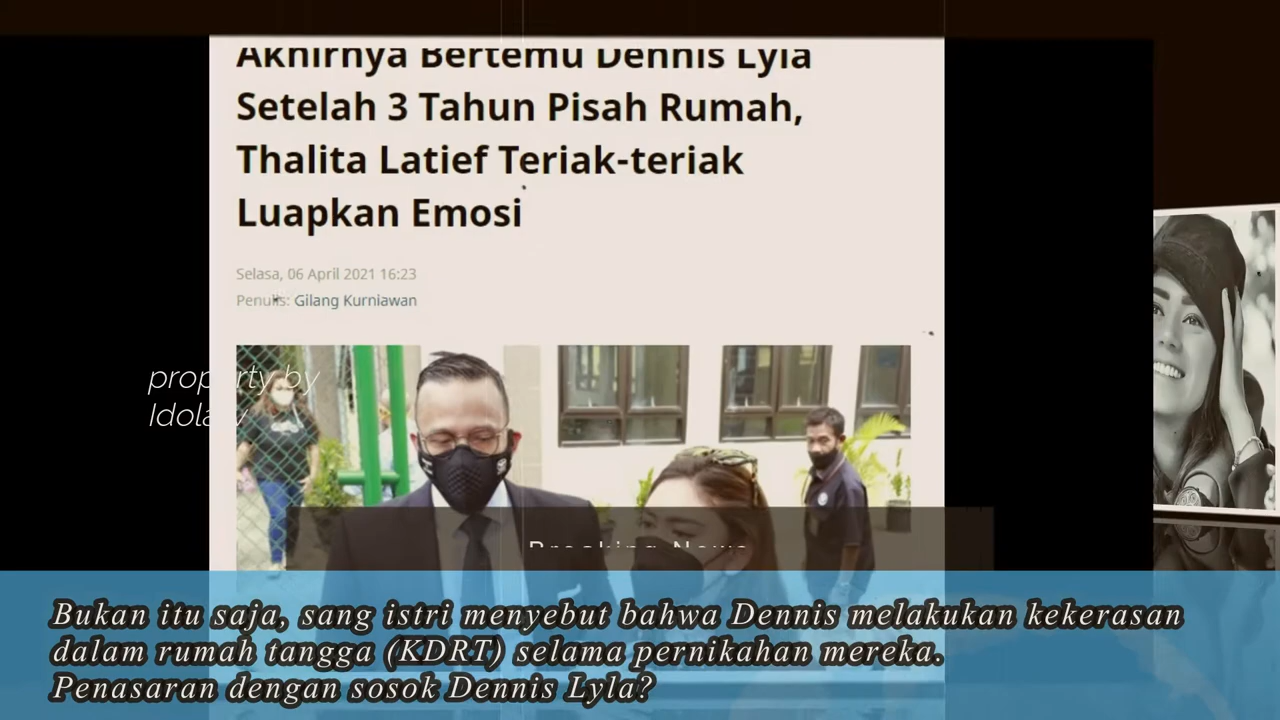 Akhirnya Bertemu Dennis Lyla
Setelah 3 Tahun Pisah Rumah,
Thalita Latief Teriak-teriak
Luapkan Emosi
Selasa, 06 April 2021 16:23
Penulis: Gilang Kurniawan
property by
Breaking News
Bukan itu saja, sang istri menyebut bahwa Dennis melakukan kekerasan
dalam rumah tangga (KDRT) selama pernikahan mereka.
Penasaran dengan sosok Dennis Lyla?